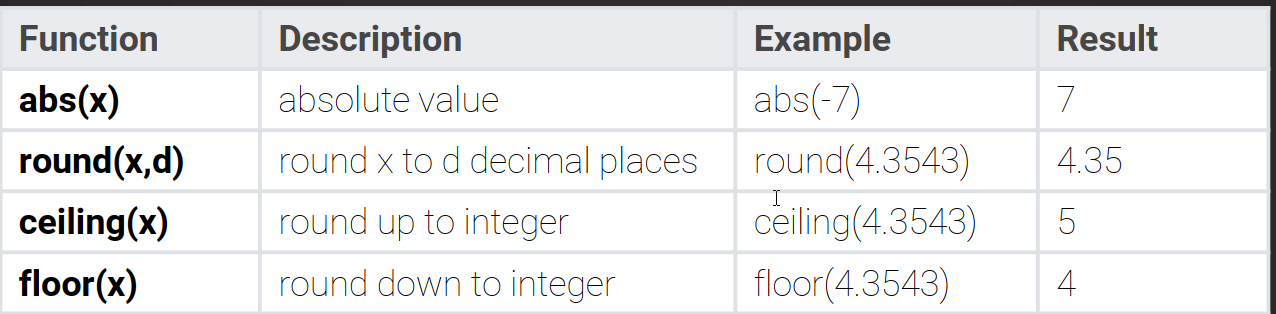 Function Description Example Result
abs(x) absolute value abs(-7) 7
round(x,d) round x to d decimal places round(4.3543) 4.35
ceiling(x) round up to integer ceiling(4.3543) 5
floor(x) round down to integer floor(4.3543) 4